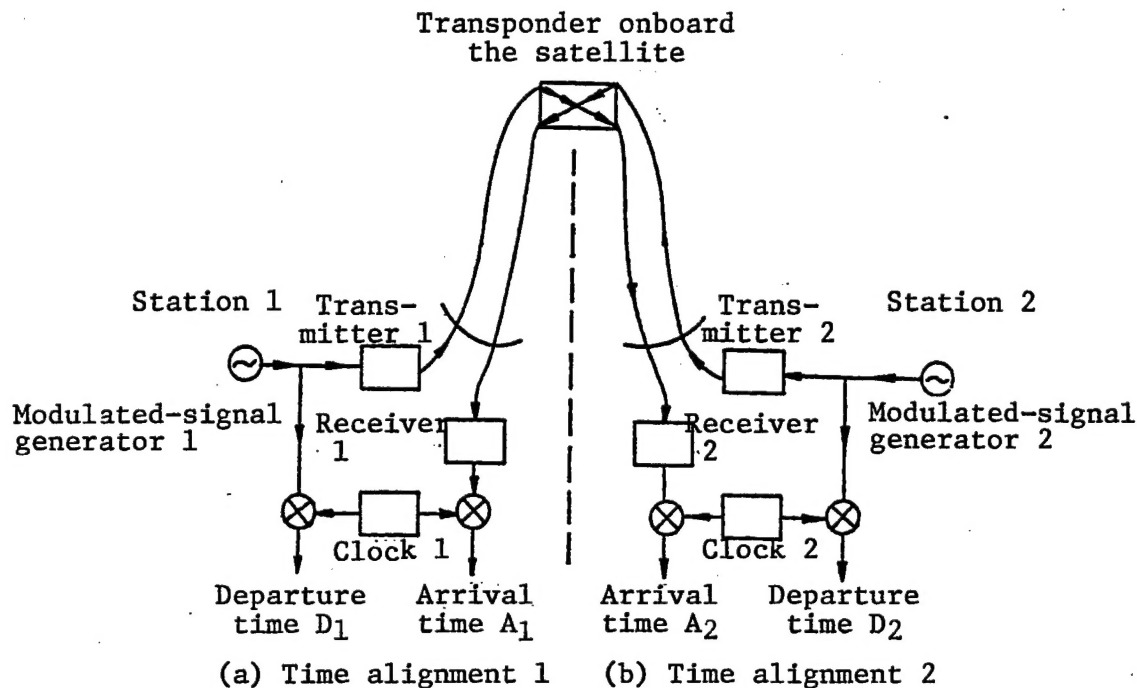 Transponder onboard
the satellite
Station 1
Trans-
mitter 1
Trans-
mitter 2
Station 2
Modulated-signal
generator 1
Receiver
1
Receiver
2
Modulated-signal
generator 2
Clock 1
Clock 2
Departure
time D1
Arrival
time A1
Arrival
time A2
Departure
time D2
(a) Time alignment 1
(b) Time alignment 2